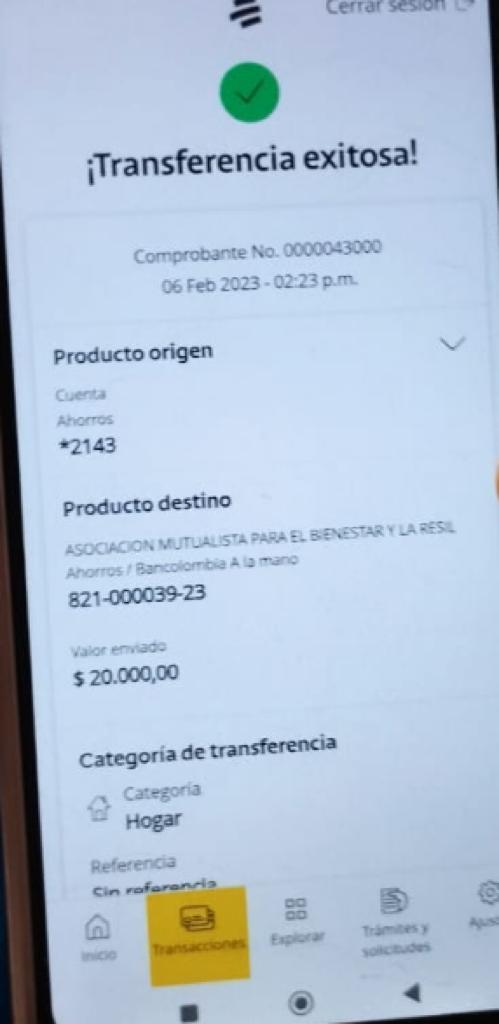 Cerrar sesión
¡Transferencia exitosa!
Comprobante No. 0000043000
06 Feb 2023 - 02:23 p.m.
Producto origen
Cuenta
Ahorros
*2143
Producto destino
ASOCIACION MUTUALISTA PARA EL BIENESTAR Y LA RESIL
Ahorros / Bancolombia A la mano
821-000039-23
Valor enviado
$ 20.000,00
Categoría de transferencia
Categoría
Hogar
Referencia
Sin referencia
Inicio
Transacciones
Explorar
Trámites y
solicitudes
Ajus